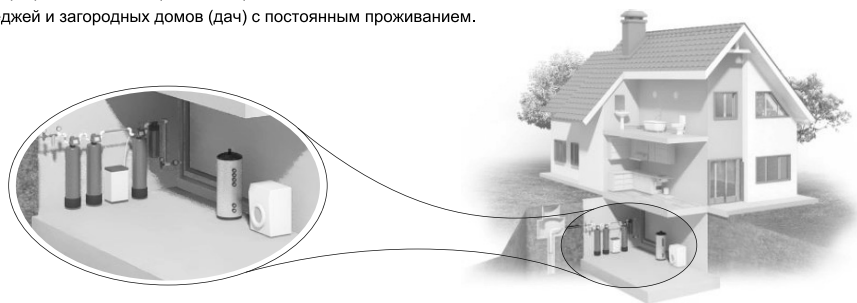 джей и загородных домов (дач) с постоянным проживанием.